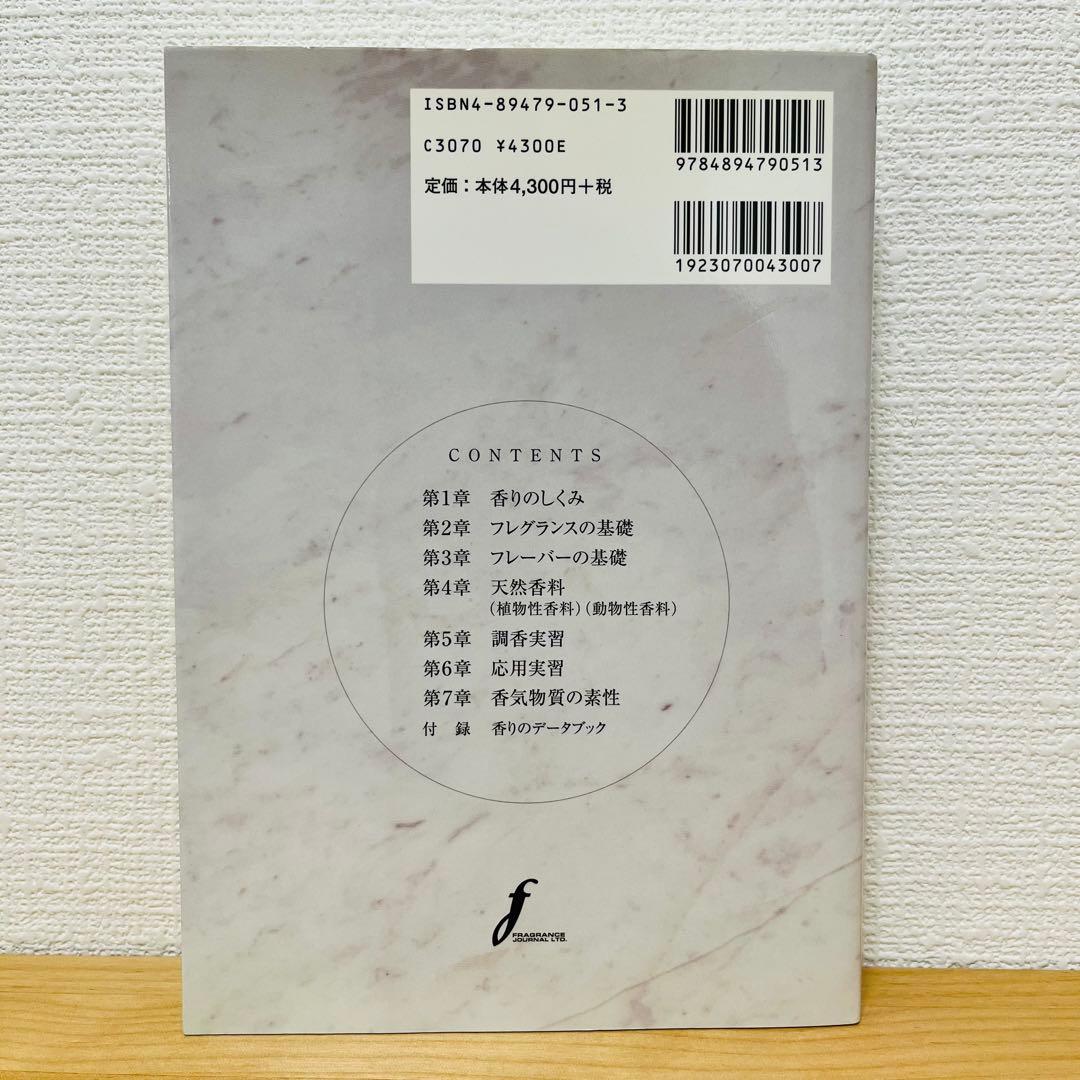 ISBN4-89479-051-3
C3070 ¥4300E
定価：本体4,300円+税
9784894790513
1923070043007
CONTENTS
第1章 香りのしくみ
第2章 フレグランスの基礎
第3章 フレーバーの基礎
第4章 天然香料
(植物性香料)(動物性香料)
第5章 調香実習
第6章 応用実習
第7章 香気物質の素性
付 録 香りのデータブック
f
FRAGRANCE
JOURNAL LTD.